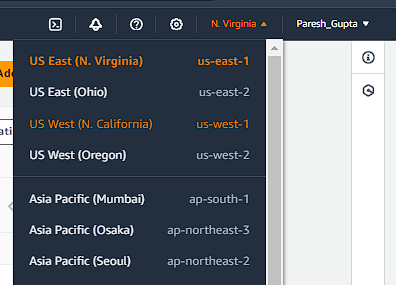 N. Virginia ▲ Paresh_Gupta ▼
US East (N. Virginia) us-east-1
US East (Ohio) us-east-2
US West (N. California) us-west-1
US West (Oregon) us-west-2
Asia Pacific (Mumbai) ap-south-1
Asia Pacific (Osaka) ap-northeast-3
Asia Pacific (Seoul) ap-northeast-2